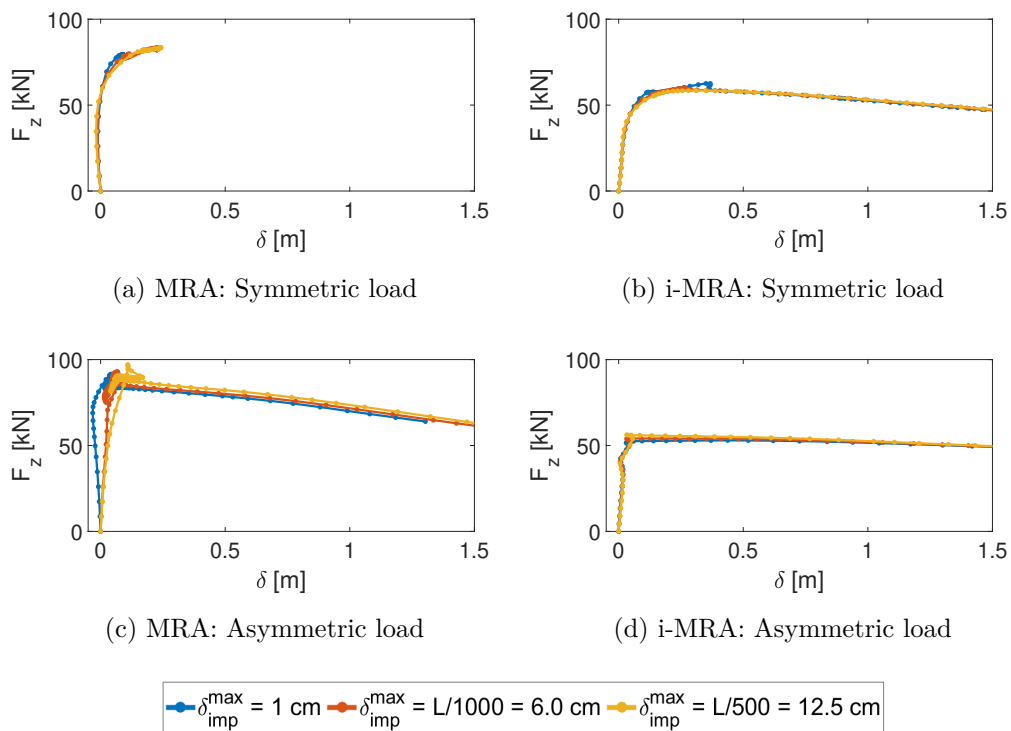 100
50
0
F_z [kN]
0 0.5 1 1.5
δ [m]
(a) MRA: Symmetric load
100
50
0
F_z [kN]
0 0.5 1 1.5
δ [m]
(b) i-MRA: Symmetric load
100
50
0
F_z [kN]
0 0.5 1 1.5
δ [m]
(c) MRA: Asymmetric load
100
50
0
F_z [kN]
0 0.5 1 1.5
δ [m]
(d) i-MRA: Asymmetric load
δ_imp^max = 1 cm δ_imp^max = L/1000 = 6.0 cm δ_imp^max = L/500 = 12.5 cm